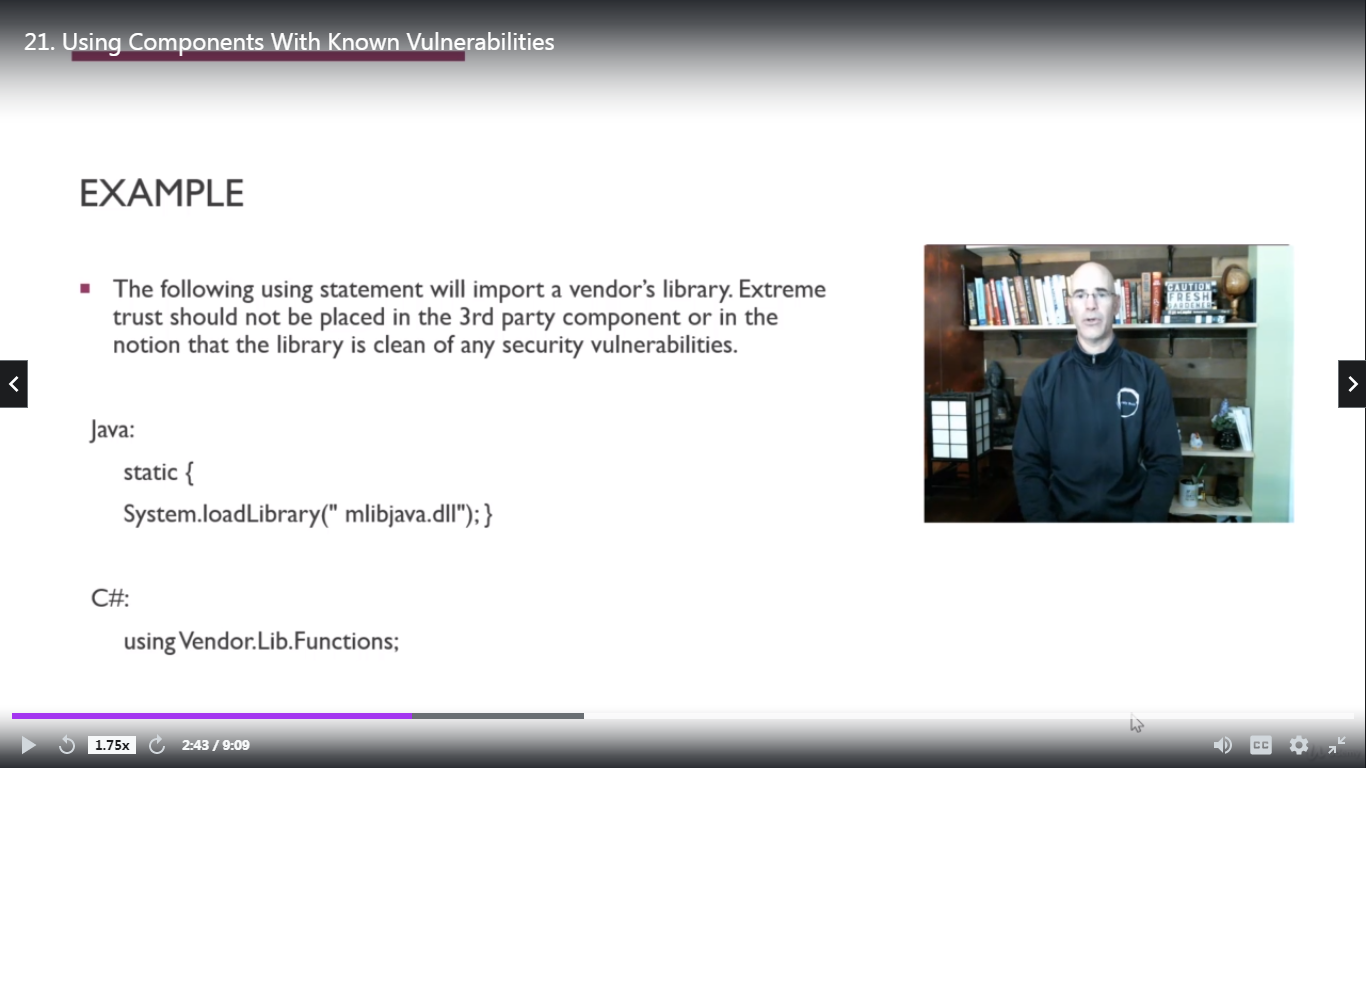 21. Using Components With Known Vulnerabilities
EXAMPLE
The following using statement will import a vendor's library. Extreme
trust should not be placed in the 3rd party component or in the
notion that the library is clean of any security vulnerabilities.
CAUTION
FRESH
GARDENER
Java:
static {
System.loadLibrary(" mlibjava.dll"); }
C#:
using Vendor.Lib.Functions;
1.75x
2:43 / 9:09
CC